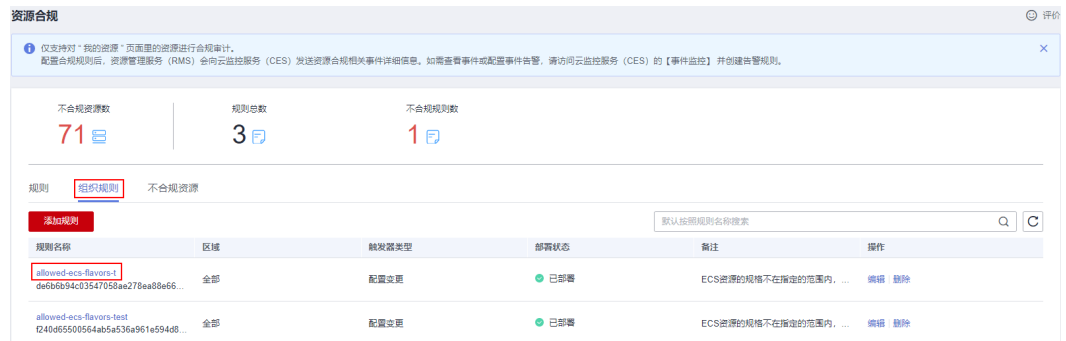 资源合规
评价
仅支持对“我的资源”页面里的资源进行合规审计。
配置合规规则后，资源管理服务（RMS）会向云监控服务（CES）发送资源合规相关事件详细信息。如需查看事件或配置事件告警，请访问云监控服务（CES）的【事件监控】并创建告警规则。
不合规资源数 规则总数 不合规规则数
71 3 1
规则 组织规则 不合规资源
添加规则 默认按照规则名称搜索
规则名称 区域 触发器类型 部署状态 备注 操作
allowed-ecs-flavors-t
de6b6b94c03547058ae278ea88e66... 全部 配置变更 已部署 ECS资源的规格不在指定的范围内，... 编辑 删除
allowed-ecs-flavors-test
f240d65500564ab5a536a961e594d8... 全部 配置变更 已部署 ECS资源的规格不在指定的范围内，... 编辑 删除